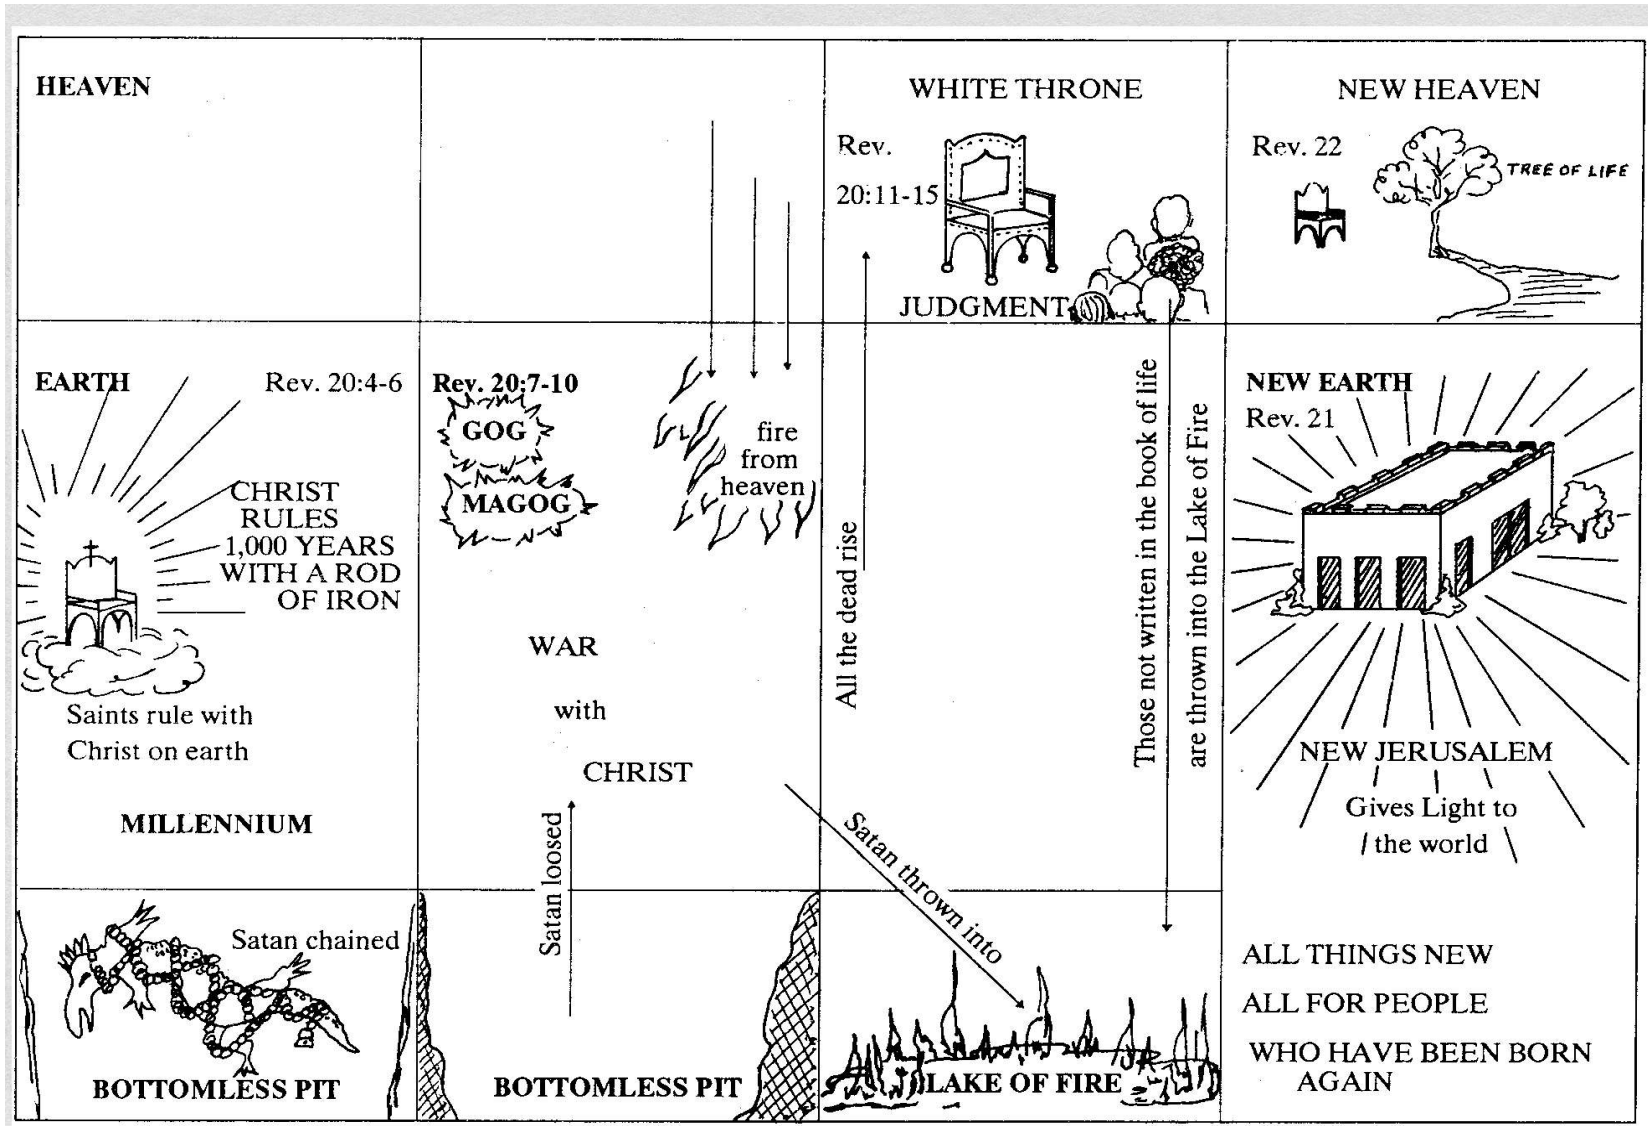 HEAVEN
EARTH
Rev. 20:4-6
CHRIST
RULES
1,000 YEARS
WITH A ROD
OF IRON
Saints rule with
Christ on earth
MILLENNIUM
Satan chained
BOTTOMLESS PIT
Rev. 20:7-10
GOG
MAGOG
fire
from
heaven
WAR
with
CHRIST
Satan loosed
BOTTOMLESS PIT
WHITE THRONE
Rev.
20:11-15
JUDGMENT
All the dead rise
Those not written in the book of life
are thrown into the Lake of Fire
Satan thrown into
LAKE OF FIRE
NEW HEAVEN
Rev. 22
TREE OF LIFE
NEW EARTH
Rev. 21
NEW JERUSALEM
Gives Light to
the world
ALL THINGS NEW
ALL FOR PEOPLE
WHO HAVE BEEN BORN
AGAIN